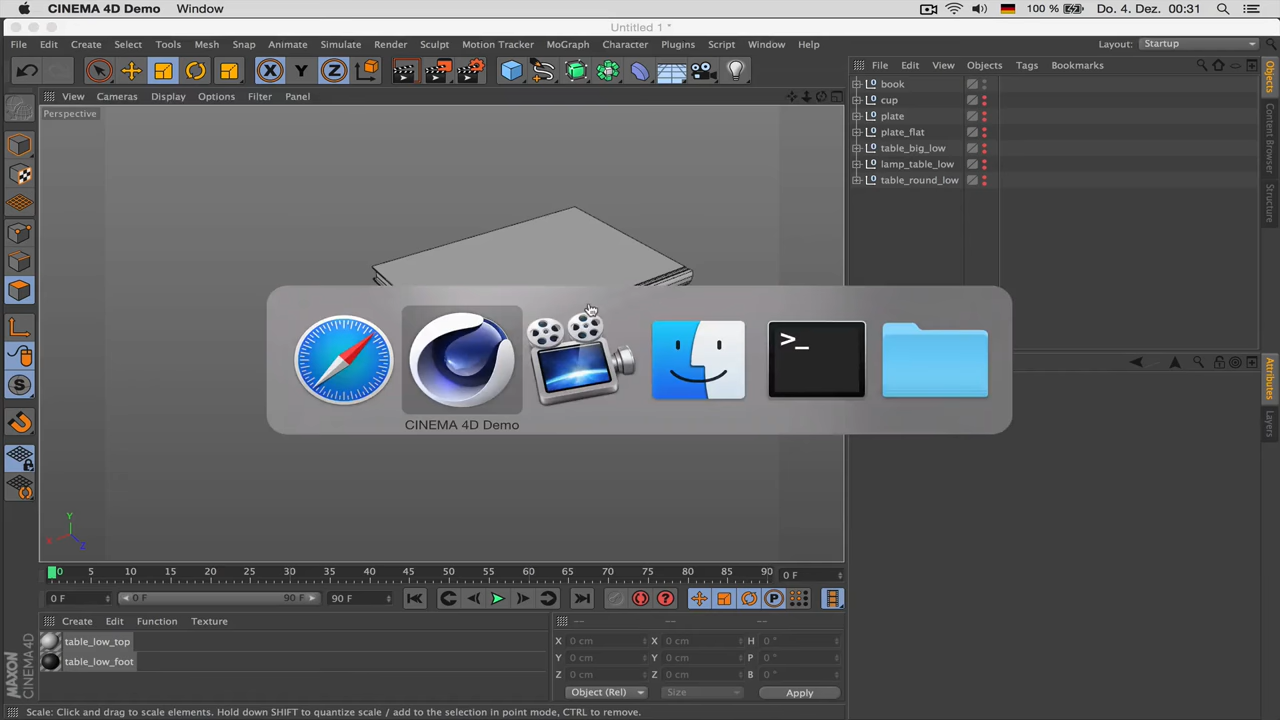 CINEMA 4D Demo Window 100 % Do. 4. Dez. 00:31
Untitled 1 *
File Edit Create Select Tools Mesh Snap Animate Simulate Render Sculpt Motion Tracker MoGraph Character Plugins Script Window Help Layout: Startup
X Y Z
File Edit View Objects Tags Bookmarks
View Cameras Display Options Filter Panel
Perspective
book
cup
plate
plate_flat
table_big_low
lamp_table_low
table_round_low
Objects
Content Browser
Structure
Attributes
Layers
>_
CINEMA 4D Demo
S
Y
X
Z
0 5 10 15 20 25 30 35 40 45 50 55 60 65 70 75 80 85 90 0 F
0 F 0 F 90 F 90 F
Create Edit Function Texture
-- -- --
table_low_top
table_low_foot
X 0 cm X 0 cm H 0 °
Y 0 cm Y 0 cm P 0 °
Z 0 cm Z 0 cm B 0 °
Object (Rel) Size Apply
MAXON
CINEMA 4D
Scale: Click and drag to scale elements. Hold down SHIFT to quantize scale / add to the selection in point mode, CTRL to remove.